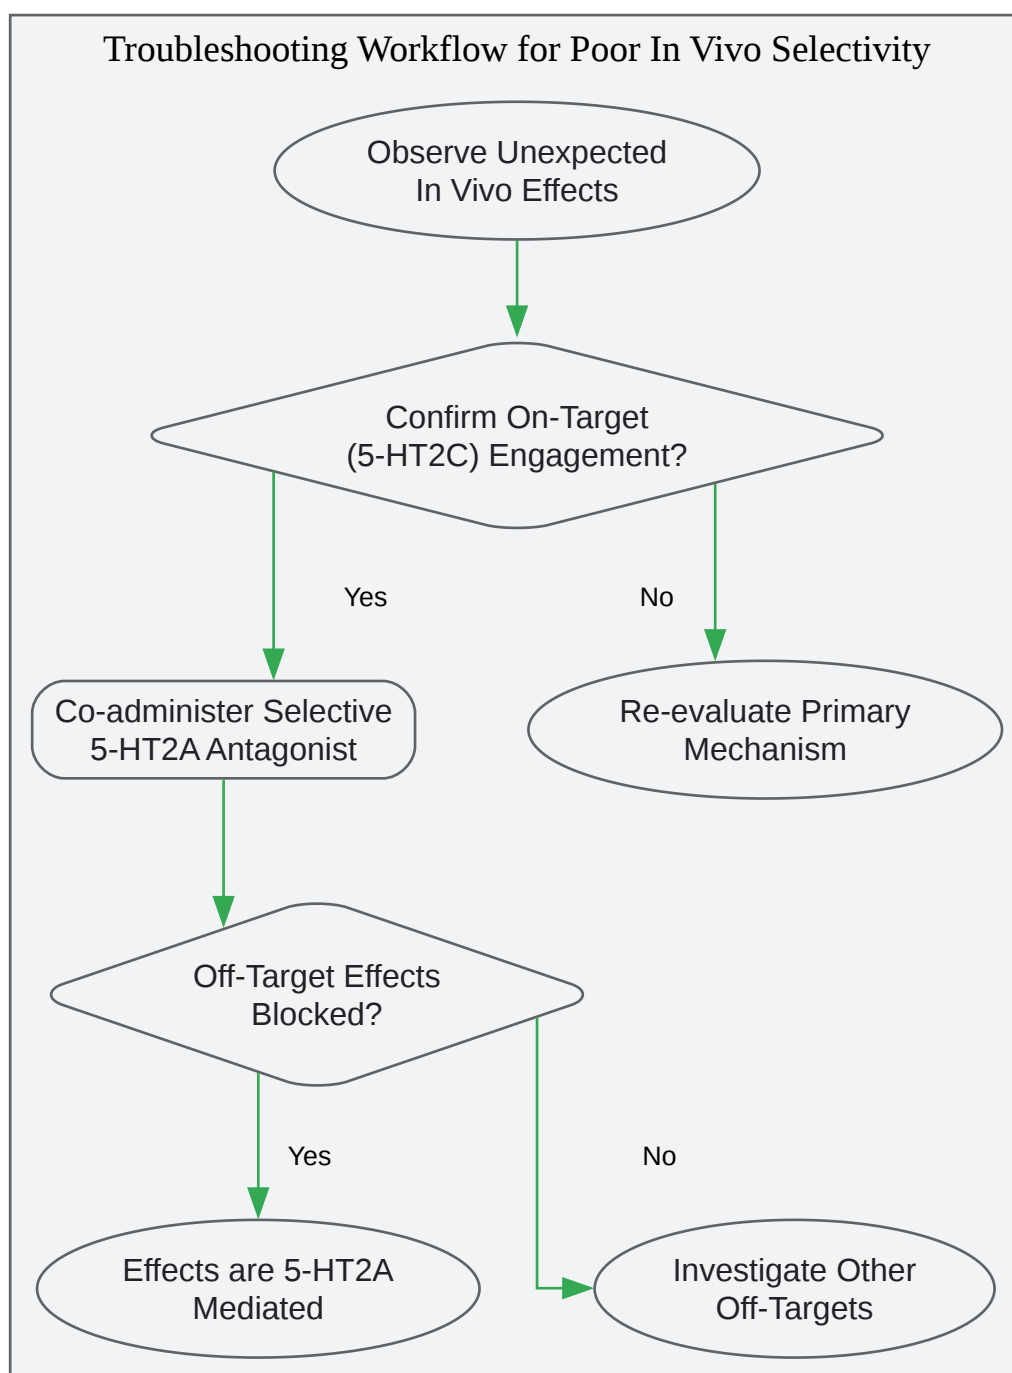 Troubleshooting Workflow for Poor In Vivo Selectivity
Observe Unexpected
In Vivo Effects
Confirm On-Target
(5-HT2C) Engagement?
Yes
No
Co-administer Selective
5-HT2A Antagonist
Re-evaluate Primary
Mechanism
Off-Target Effects
Blocked?
Yes
No
Effects are 5-HT2A
Mediated
Investigate Other
Off-Targets